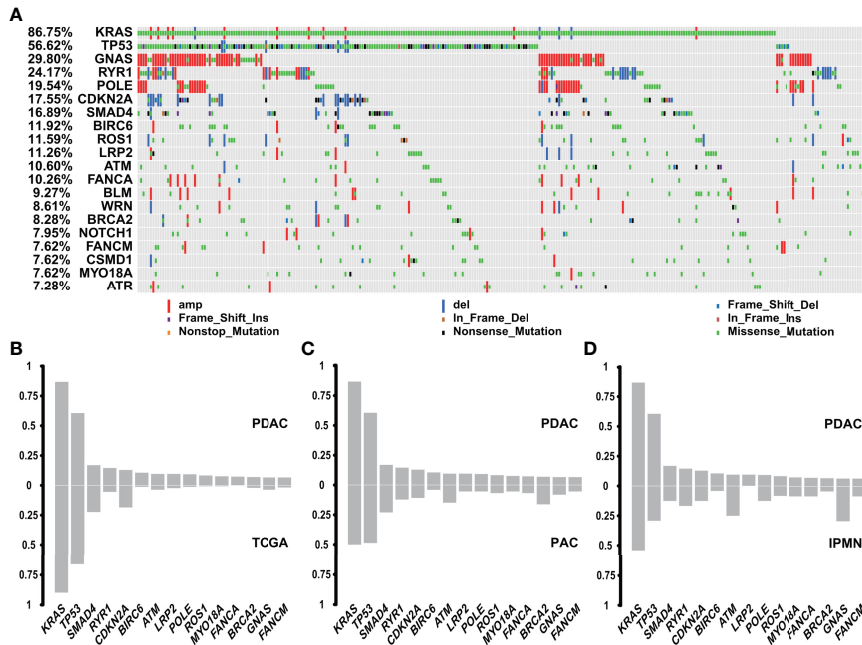 A
86.75% KRAS
56.62% TP53
29.80% GNAS
24.17% RYR1
19.54% POLE
17.55% CDKN2A
16.89% SMAD4
11.92% BIRC6
11.59% ROS1
11.26% LRP2
10.60% ATM
10.26% FANCA
9.27% BLM
8.61% WRN
8.28% BRCA2
7.95% NOTCH1
7.62% FANCM
7.62% CSMD1
7.62% MYO18A
7.28% ATR
amp del Frame_Shift_Del
Frame_Shift_Ins In_Frame_Del In_Frame_Ins
Nonstop_Mutation Nonsense_Mutation Missense_Mutation
B
1
0.75
0.5
0.25
0
0.25
0.5
0.75
1
PDAC
TCGA
KRAS
TP53
SMAD4
RYR1
CDKN2A
BIRC6
ATM
LRP2
POLE
ROS1
MYO18A
FANCA
BRCA2
GNAS
FANCM
C
1
0.75
0.5
0.25
0
0.25
0.5
0.75
1
PDAC
PAC
KRAS
TP53
SMAD4
RYR1
CDKN2A
BIRC6
ATM
LRP2
POLE
ROS1
MYO18A
FANCA
BRCA2
GNAS
FANCM
D
1
0.75
0.5
0.25
0
0.25
0.5
0.75
1
PDAC
IPMN
KRAS
TP53
SMAD4
RYR1
CDKN2A
BIRC6
ATM
LRP2
POLE
ROS1
MYO18A
FANCA
BRCA2
GNAS
FANCM